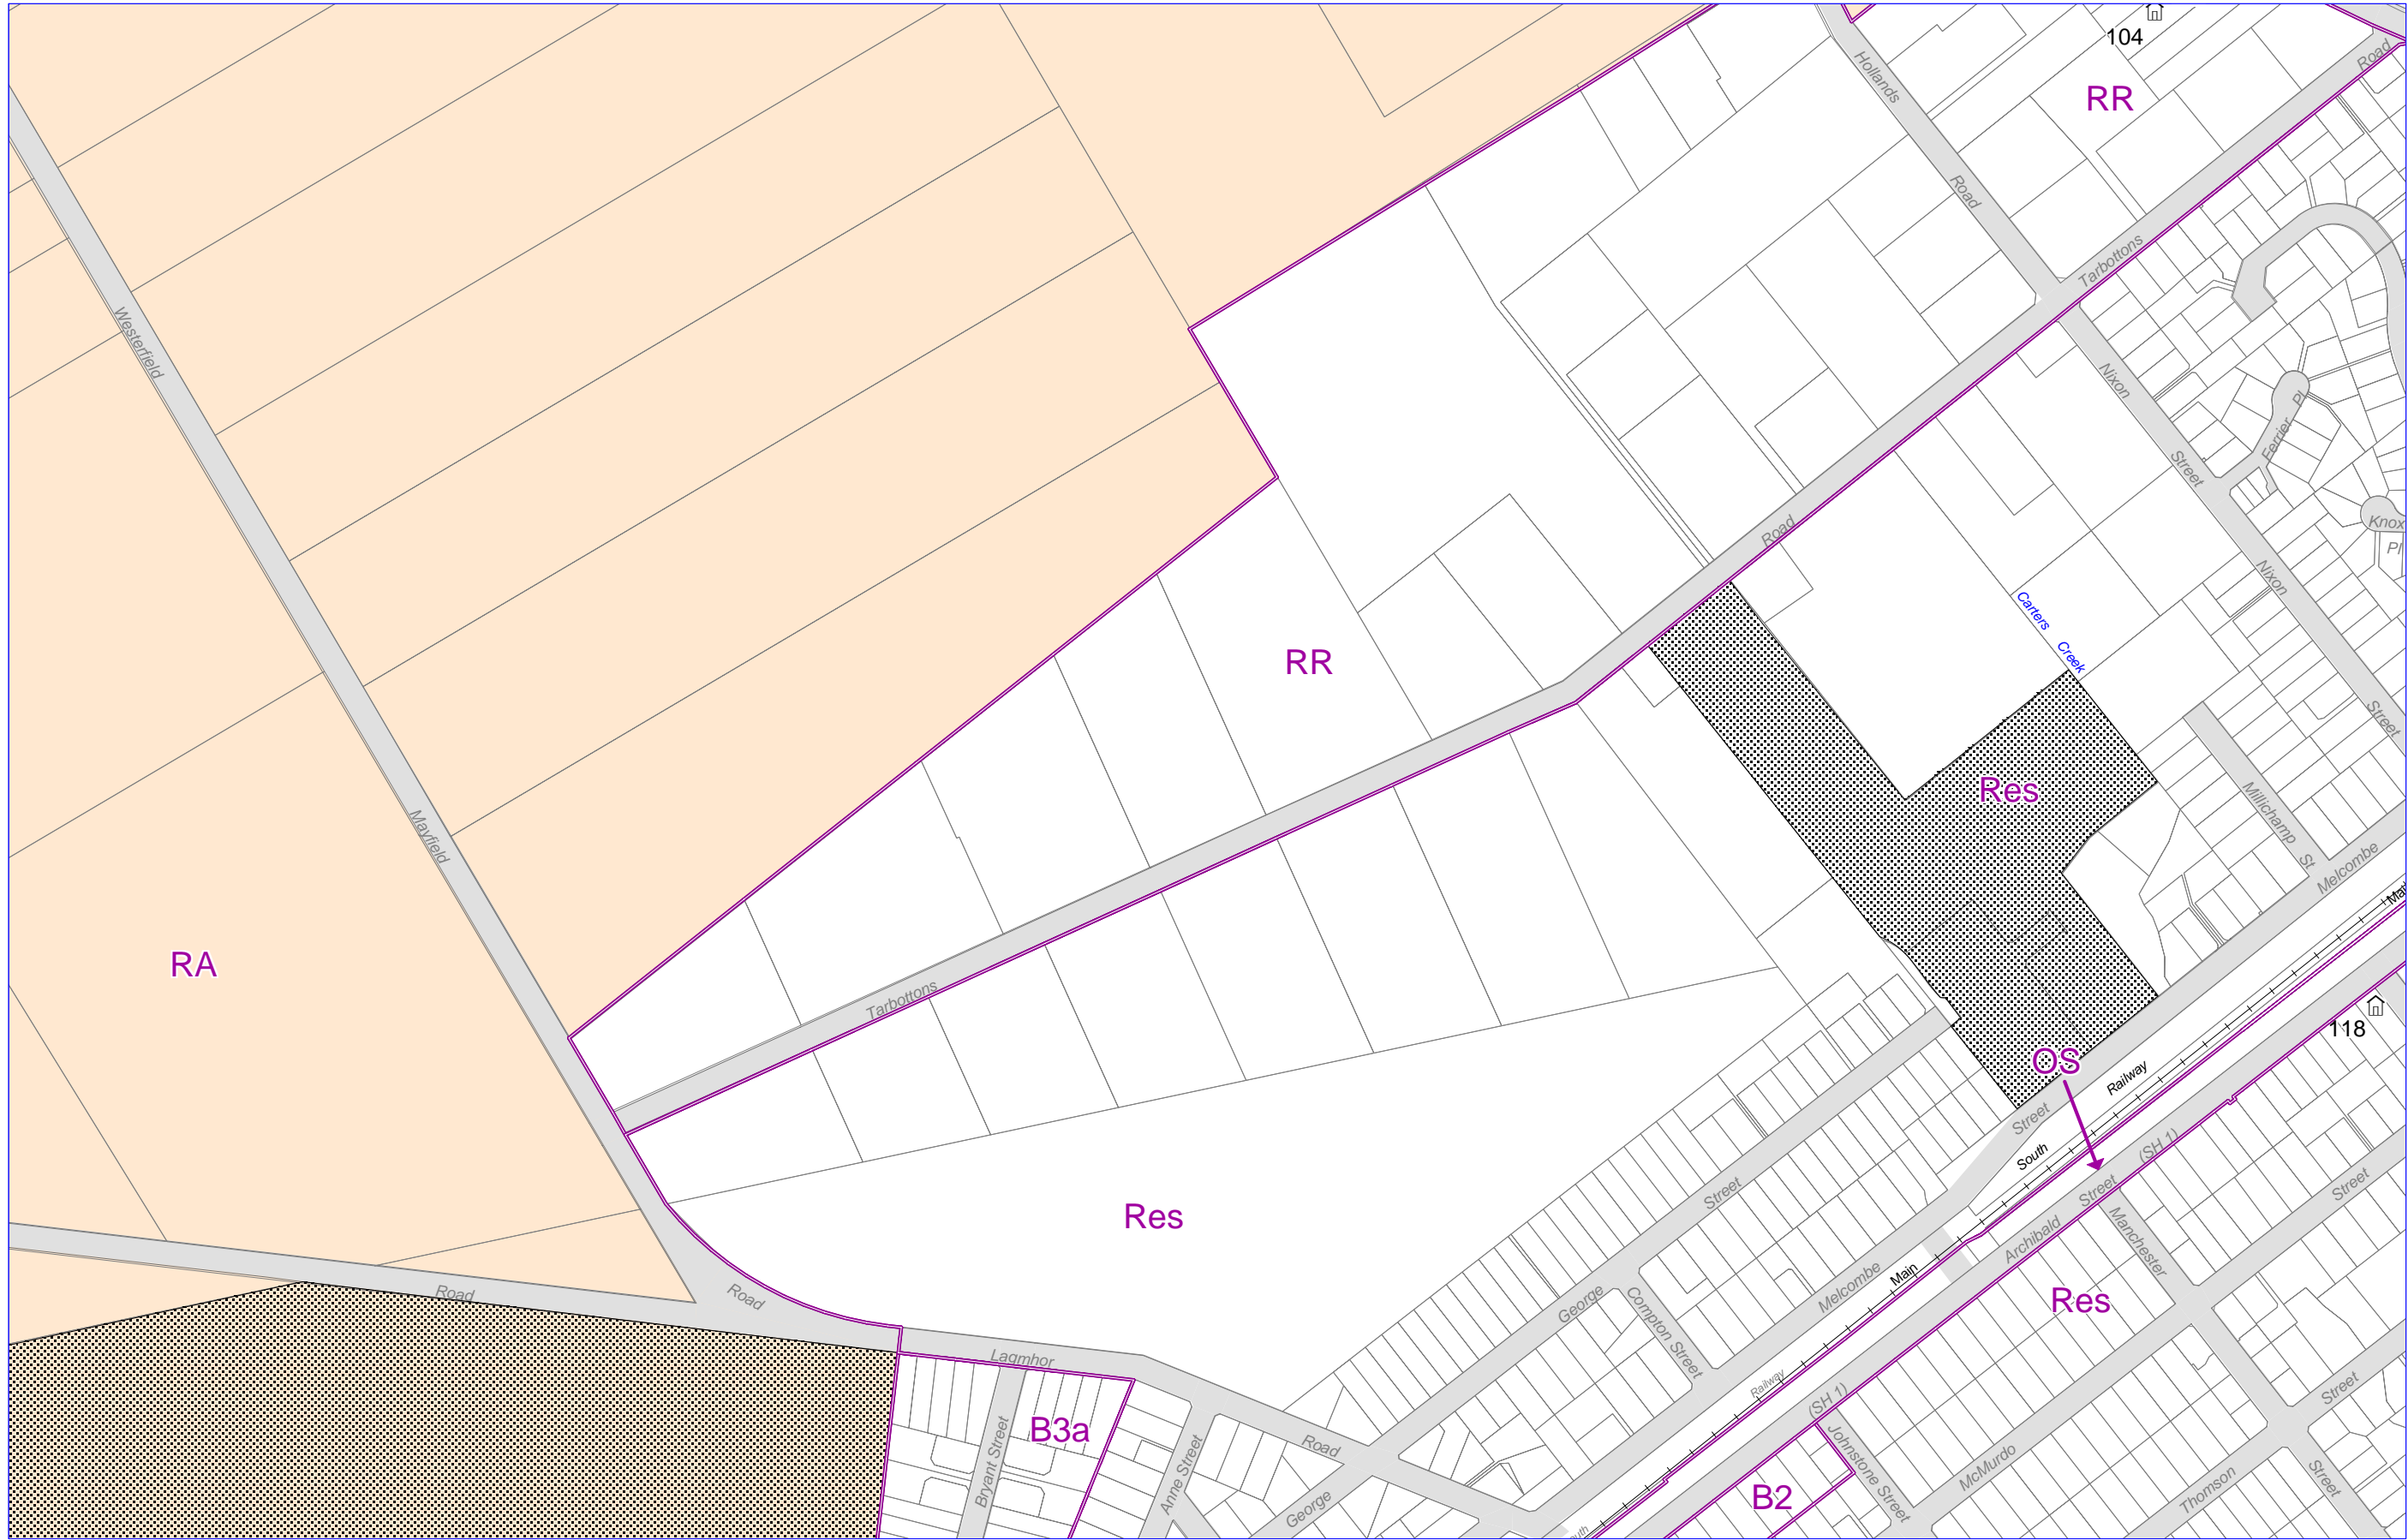 104
Road
Hollands
RR
Road
Tarbottons
Westerfield
Nixon
Ferrier Pl
Street
Knox
Pl
Road
Nixon
Carters Creek
RR
Street
Res
Mayfield
Millichamp St
Melcombe
RA
Tarbottons
118
OS
Railway
Street
South
(SH 1)
Street
Street
Street
Res
Manchester
Archibald
Road
Road
George
Compton Street
Melcombe
Main
Res
Lagmhor
Railway
(SH 1)
Street
B3a
Bryant Street
Anne Street
Road
George
Johnstone Street
McMurdo
Thomson
Street
B2